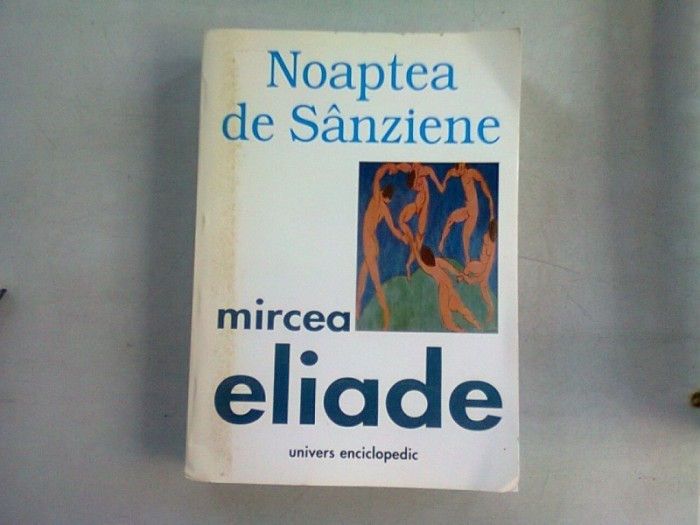 Noaptea
de Sânziene
mircea
eliade
univers enciclopedic